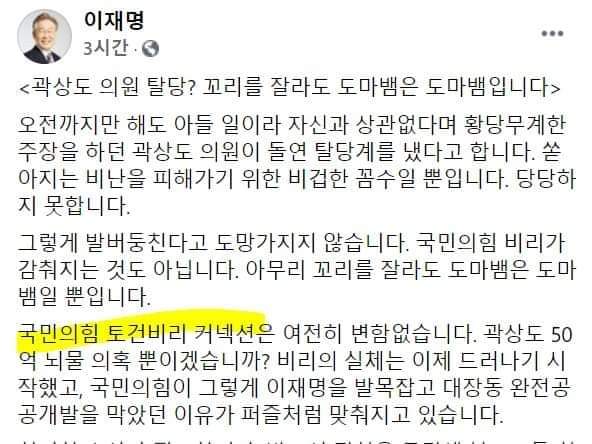 이재명
3시간 ·
<곽상도 의원 탈당? 꼬리를 잘라도 도마뱀은 도마뱀입니다>
오전까지만 해도 아들 일이라 자신과 상관없다며 황당무계한
주장을 하던 곽상도 의원이 돌연 탈당계를 냈다고 합니다. 쏟
아지는 비난을 피해가기 위한 비겁한 꼼수일 뿐입니다. 당당하
지 못합니다.
그렇게 발버둥친다고 도망가지지 않습니다. 국민의힘 비리가
감춰지는 것도 아닙니다. 아무리 꼬리를 잘라도 도마뱀은 도마
뱀일 뿐입니다.
국민의힘 토건비리 커넥션은 여전히 변함없습니다. 곽상도 50
억 뇌물 의혹 뿐이겠습니까? 비리의 실체는 이제 드러나기 시
작했고, 국민의힘이 그렇게 이재명을 발목잡고 대장동 완전공
공개발을 막았던 이유가 퍼즐처럼 맞춰지고 있습니다.